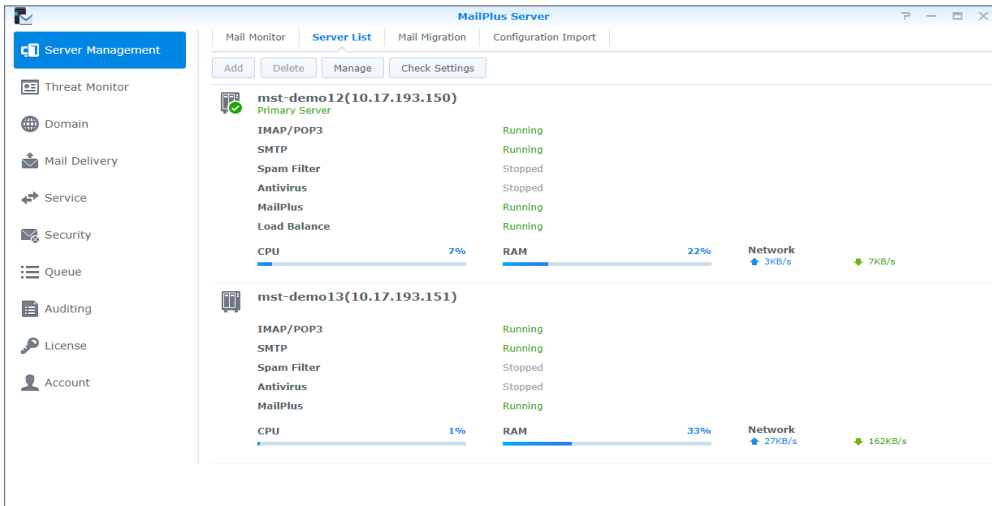 MailPlus Server
Server Management
Threat Monitor
Domain
Mail Delivery
Service
Security
Queue
Auditing
License
Account
Mail Monitor Server List Mail Migration Configuration Import
Add Delete Manage Check Settings
mst-demo12(10.17.193.150)
Primary Server
IMAP/POP3 Running
SMTP Running
Spam Filter Stopped
Antivirus Stopped
MailPlus Running
Load Balance Running
CPU 7% RAM 22% Network
3KB/s 7KB/s
mst-demo13(10.17.193.151)
IMAP/POP3 Running
SMTP Running
Spam Filter Stopped
Antivirus Stopped
MailPlus Running
CPU 1% RAM 33% Network
27KB/s 162KB/s